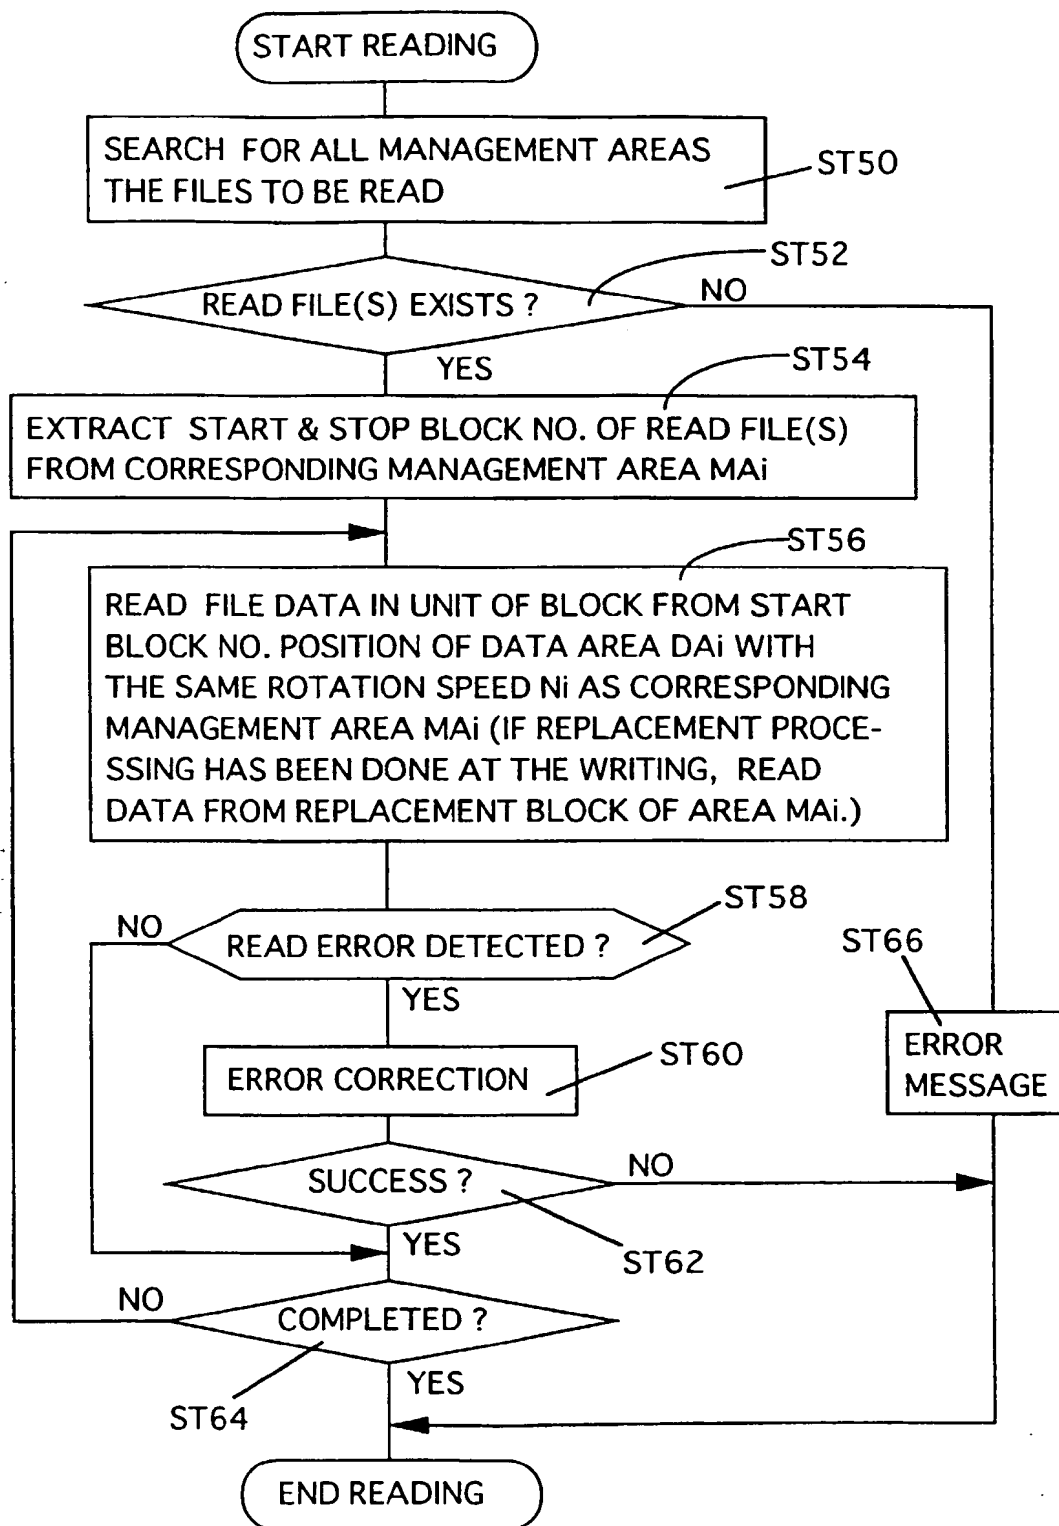 START READING
SEARCH FOR ALL MANAGEMENT AREAS
THE FILES TO BE READ
ST50
ST52
READ FILE(S) EXISTS ?
NO
YES
ST54
EXTRACT START & STOP BLOCK NO. OF READ FILE(S)
FROM CORRESPONDING MANAGEMENT AREA MAi
ST56
READ FILE DATA IN UNIT OF BLOCK FROM START
BLOCK NO. POSITION OF DATA AREA DAi WITH
THE SAME ROTATION SPEED Ni AS CORRESPONDING
MANAGEMENT AREA MAi (IF REPLACEMENT PROCE-
SSING HAS BEEN DONE AT THE WRITING, READ
DATA FROM REPLACEMENT BLOCK OF AREA MAi.)
ST58
NO
READ ERROR DETECTED ?
YES
ST66
ERROR
MESSAGE
ST60
ERROR CORRECTION
SUCCESS ?
NO
YES
ST62
NO
COMPLETED ?
YES
ST64
END READING